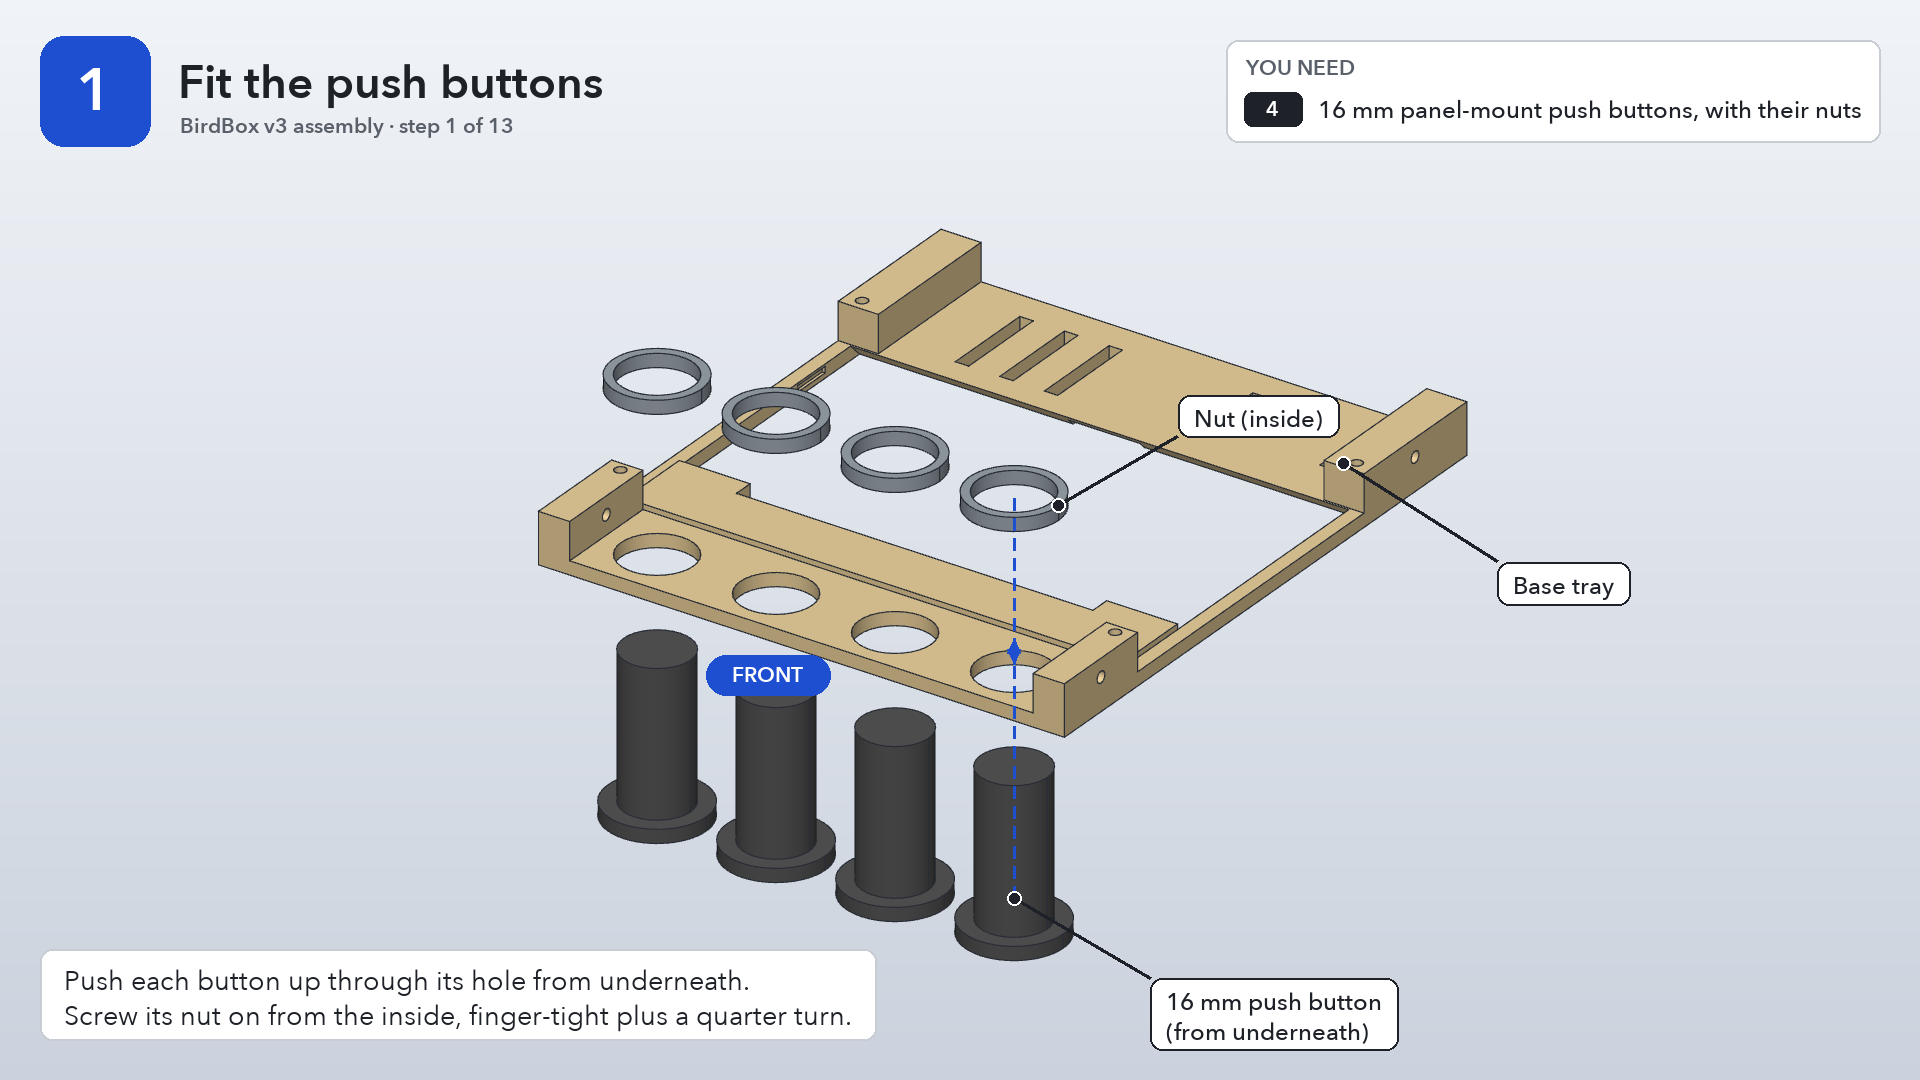 1
Fit the push buttons
BirdBox v3 assembly · step 1 of 13
YOU NEED
4 16 mm panel-mount push buttons, with their nuts
Nut (inside)
Base tray
FRONT
16 mm push button
(from underneath)
Push each button up through its hole from underneath.
Screw its nut on from the inside, finger-tight plus a quarter turn.